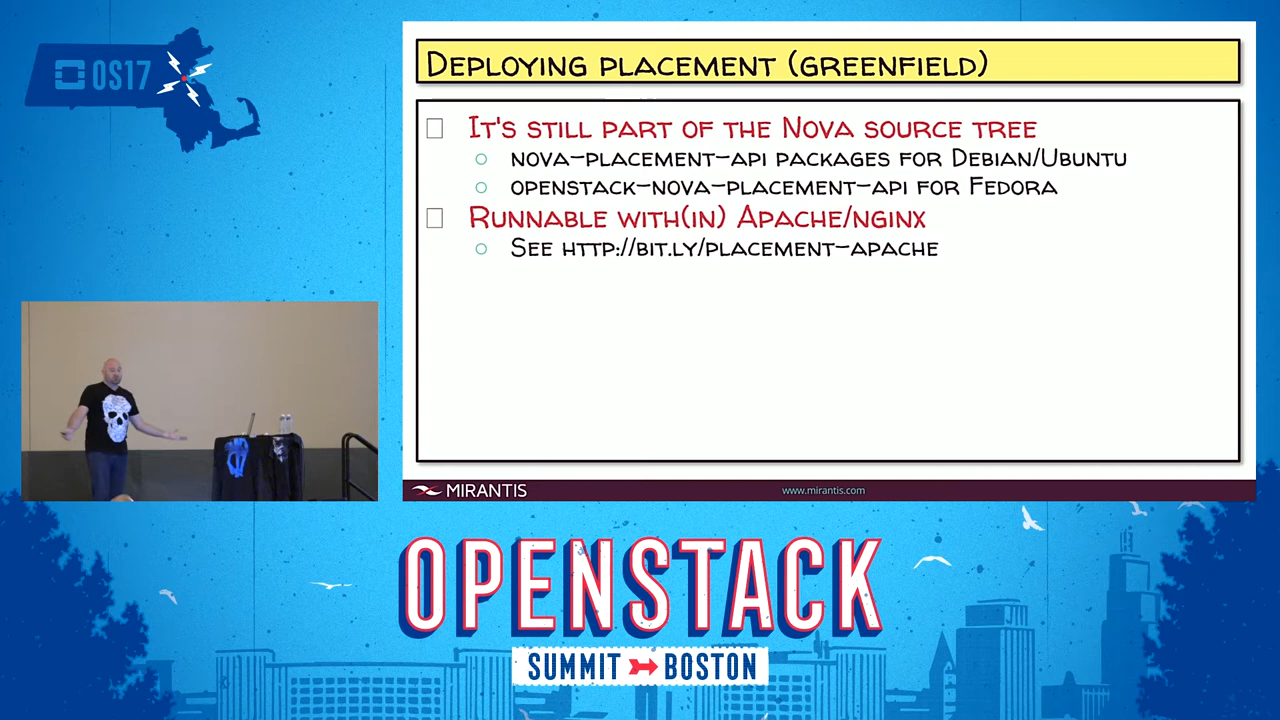 OS17
Deploying placement (greenfield)
It's still part of the Nova source tree
nova-placement-api packages for Debian/Ubuntu
openstack-nova-placement-api for Fedora
Runnable with(in) Apache/nginx
See http://bit.ly/placement-apache
MIRANTIS
www.mirantis.com
OPENSTACK
SUMMIT BOSTON